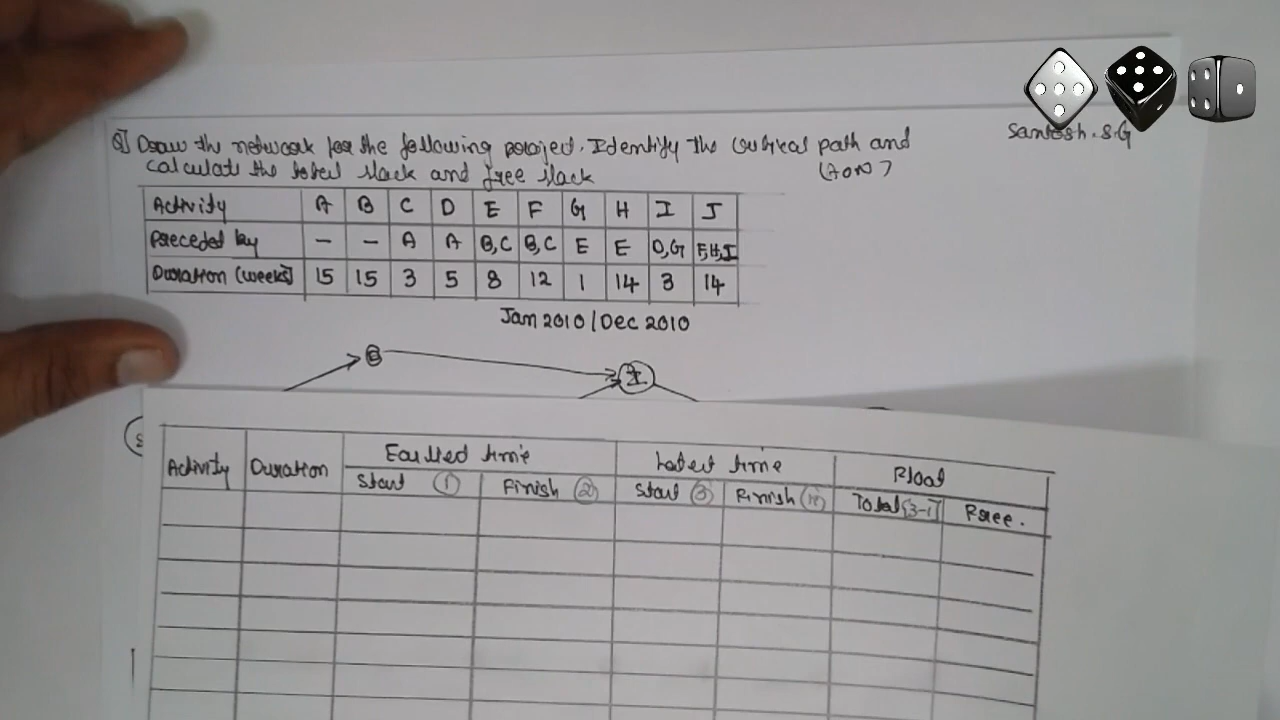 Q] Draw the network for the following project. Identify the critical path and
calculate the total slack and free slack (AON)
Santosh.S.G
Activity A B C D E F G H I J
Preceded by — — A A B,C B,C E E D,G F,H,I
Duration (weeks) 15 15 3 5 8 12 1 14 3 14
Jan 2010/Dec 2010
B
I
S
Activity Duration Earliest time Latest time Float
Start ① Finish ② Start ③ Finish Total [3-1] Free.